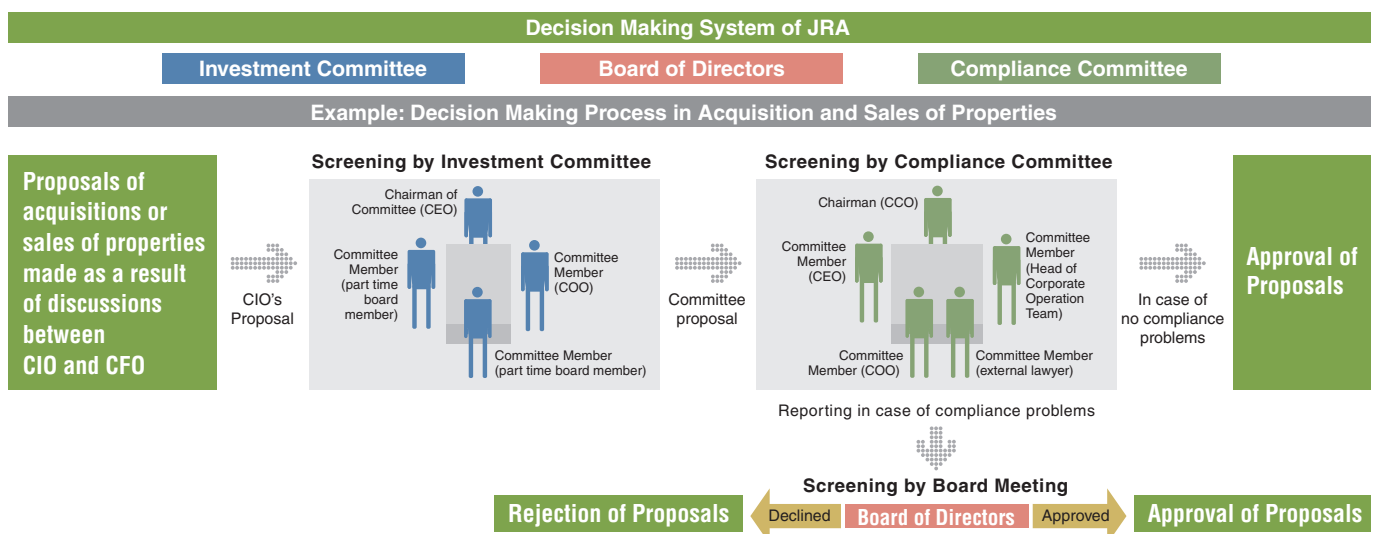 Decision Making System of JRA
Investment Committee
Board of Directors
Compliance Committee
Example: Decision Making Process in Acquisition and Sales of Properties
Proposals of
acquisitions or
sales of properties
made as a result
of discussions
between
CIO and CFO
CIO's
Proposal
Screening by Investment Committee
Chairman of
Committee (CEO)
Committee
Member
(part time
board
member)
Committee
Member
(COO)
Committee Member
(part time board member)
Committee
proposal
Screening by Compliance Committee
Chairman (CCO)
Committee
Member
(CEO)
Committee
Member
(Head of
Corporate
Operation
Team)
Committee
Member (COO)
Committee Member
(external lawyer)
In case of
no compliance
problems
Approval of
Proposals
Reporting in case of compliance problems
Screening by Board Meeting
Rejection of Proposals
Declined
Board of Directors
Approved
Approval of Proposals